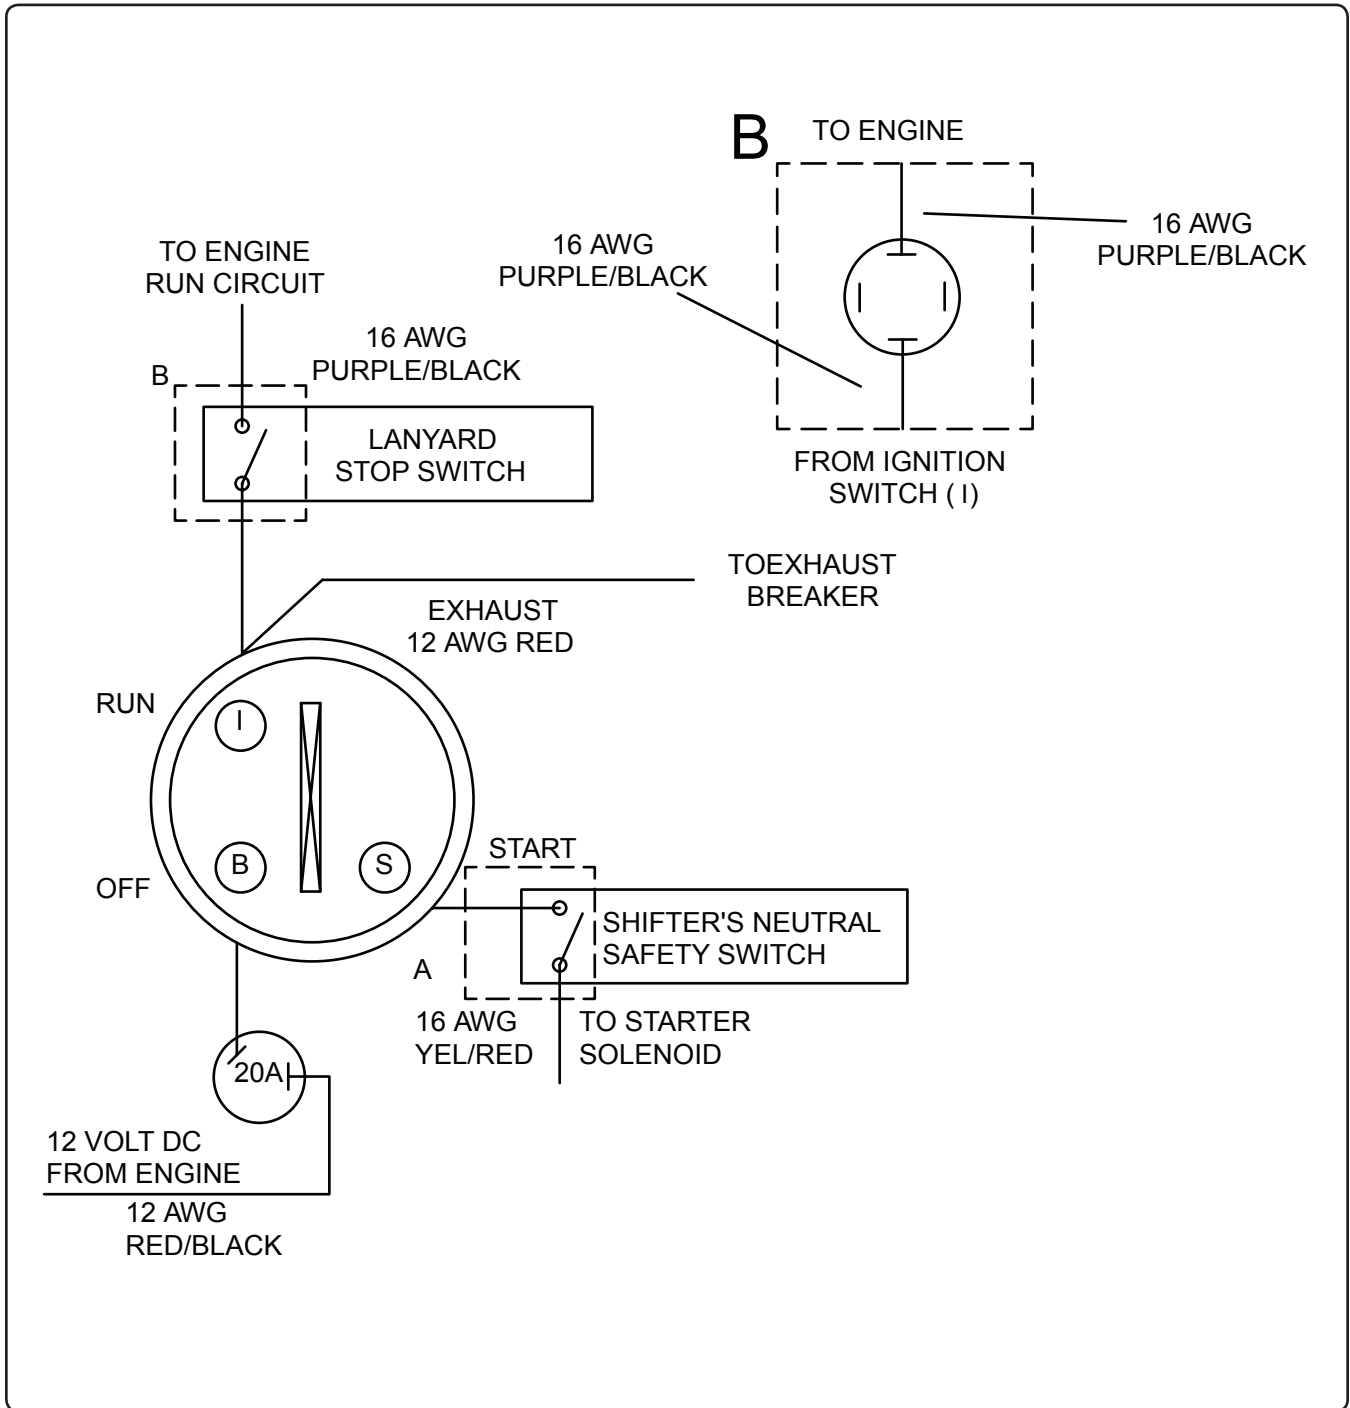 B
TO ENGINE
16 AWG
PURPLE/BLACK
16 AWG
PURPLE/BLACK
TO ENGINE
RUN CIRCUIT
16 AWG
PURPLE/BLACK
B
LANYARD
STOP SWITCH
FROM IGNITION
SWITCH ( I )
TOEXHAUST
BREAKER
EXHAUST
12 AWG RED
RUN
I
B
S
OFF
START
SHIFTER'S NEUTRAL
SAFETY SWITCH
A
16 AWG
YEL/RED
TO STARTER
SOLENOID
20A
12 VOLT DC
FROM ENGINE
12 AWG
RED/BLACK